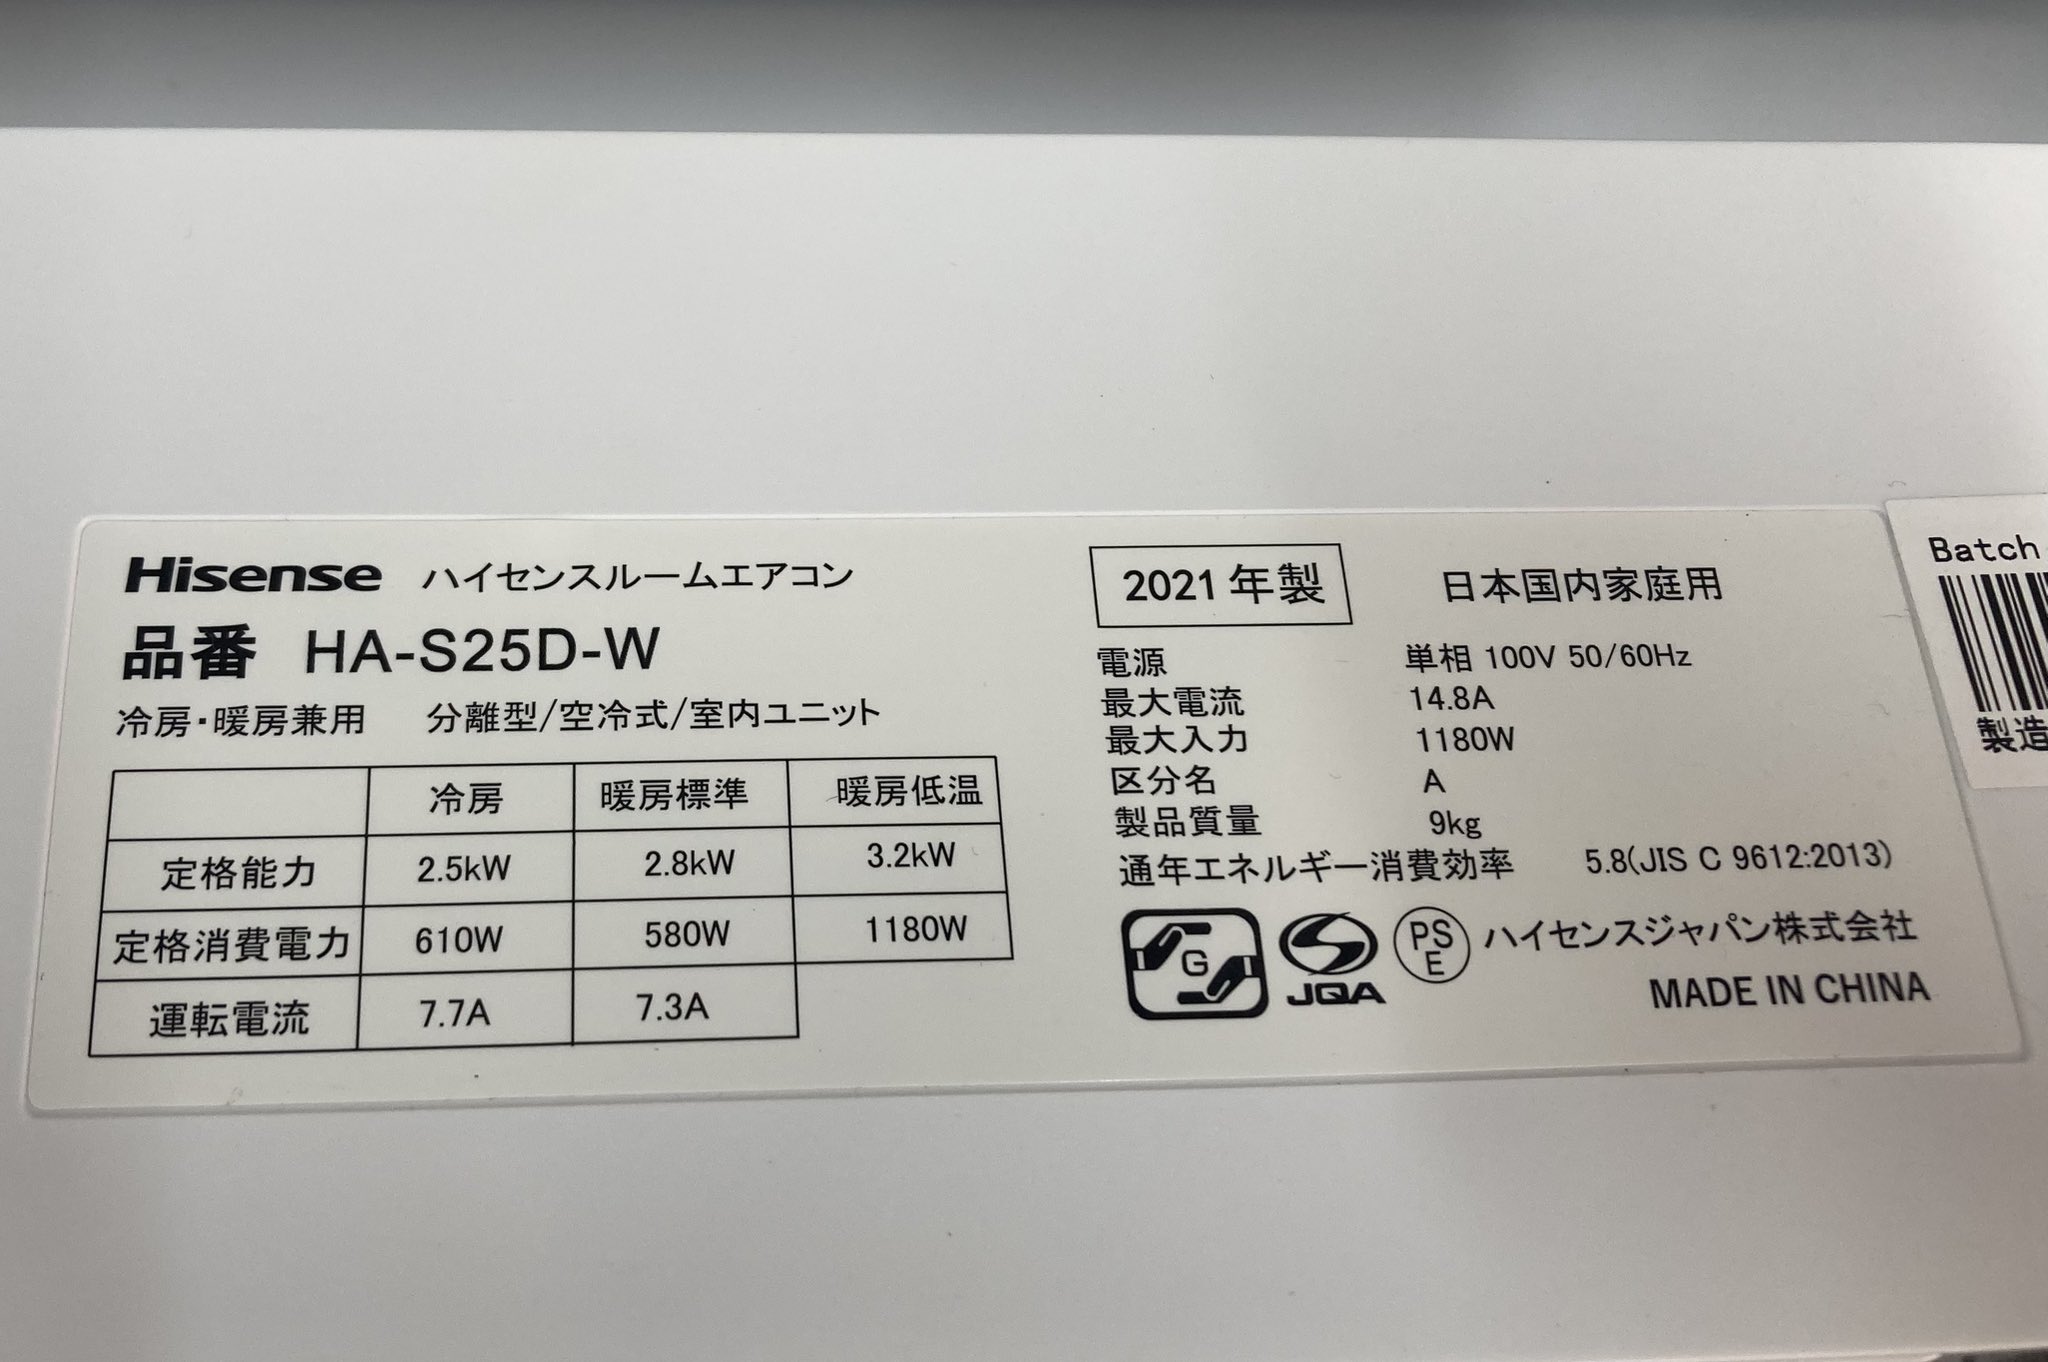 Hisense ハイセンスルームエアコン
品番 HA-S25D-W
冷房・暖房兼用 分離型/空冷式/室内ユニット
冷房 暖房標準 暖房低温
定格能力 2.5kW 2.8kW 3.2kW
定格消費電力 610W 580W 1180W
運転電流 7.7A 7.3A
2021年製 日本国内家庭用
電源 単相 100V 50/60Hz
最大電流 14.8A
最大入力 1180W
区分名 A
製品質量 9kg
通年エネルギー消費効率 5.8(JIS C 9612:2013)
G JQA PSE ハイセンスジャパン株式会社
MADE IN CHINA
Batch
製造